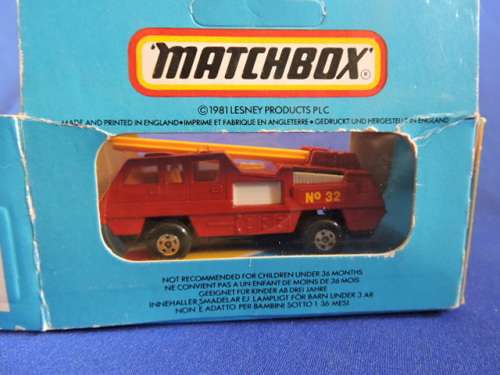 MATCHBOX®
©1981 LESNEY PRODUCTS PLC
MADE AND PRINTED IN ENGLAND•IMPRIME ET FABRIQUE EN ANGLETERRE•GEDRUCKT UND HERGESTELLT IN ENGLAND
Nº 32
NOT RECOMMENDED FOR CHILDREN UNDER 36 MONTHS
NE CONVIENT PAS A UN ENFANT DE MOINS DE 36 MOIS
GEEIGNET FÜR KINDER AB DREI JAHRE
INNEHALLER SMADELAR EJ LAMPLIGT FÖR BARN UNDER 3 AR
NON E ADATTO PER BAMBINI SOTTO I 36 MESI